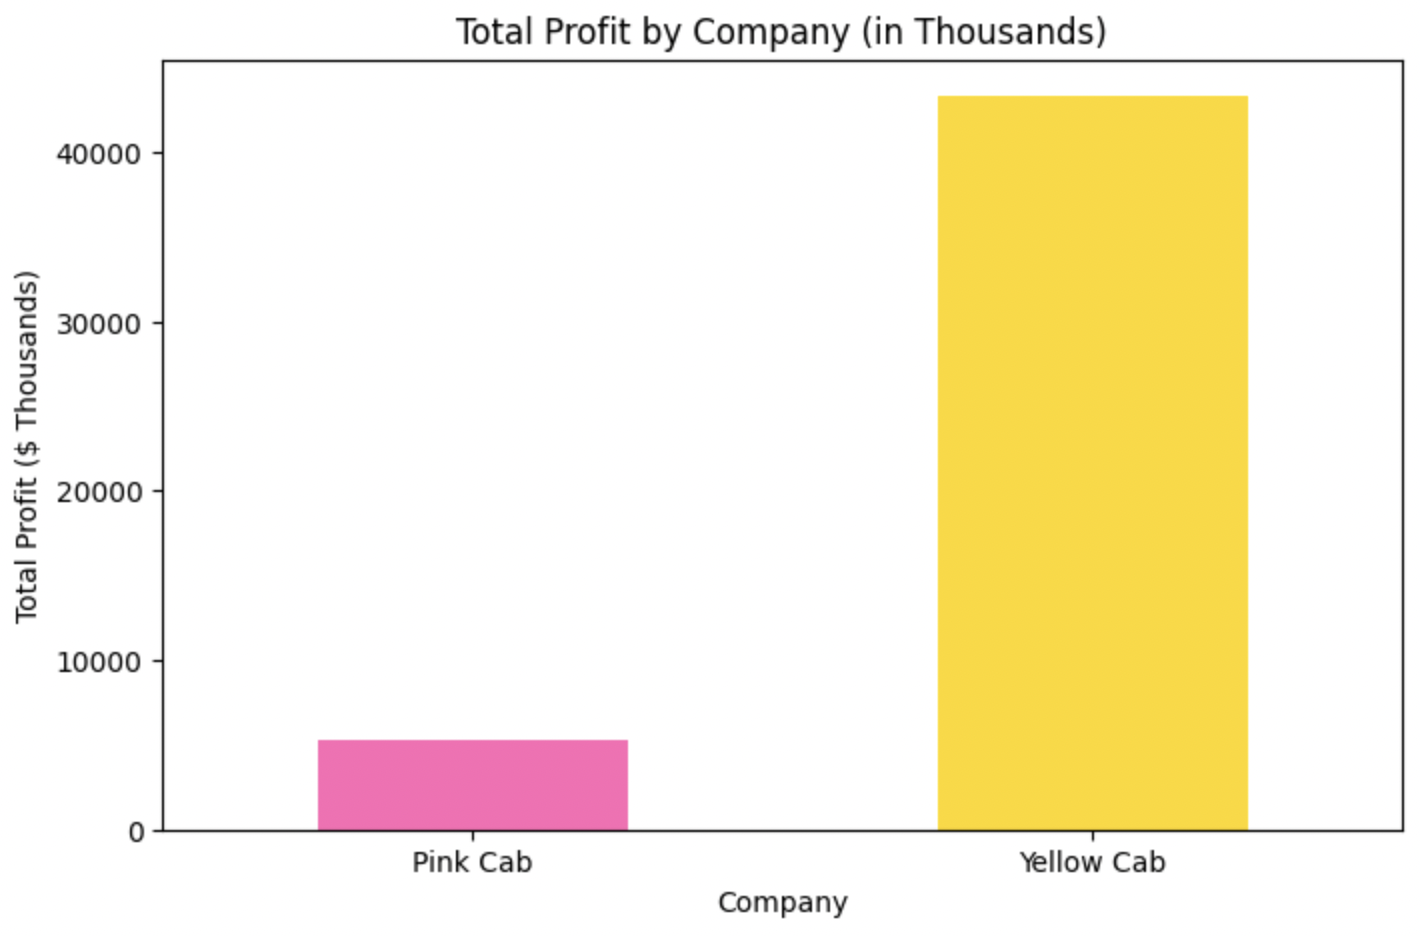 Total Profit by Company (in Thousands)
Total Profit ($ Thousands)
40000
30000
20000
10000
0
Pink Cab
Yellow Cab
Company